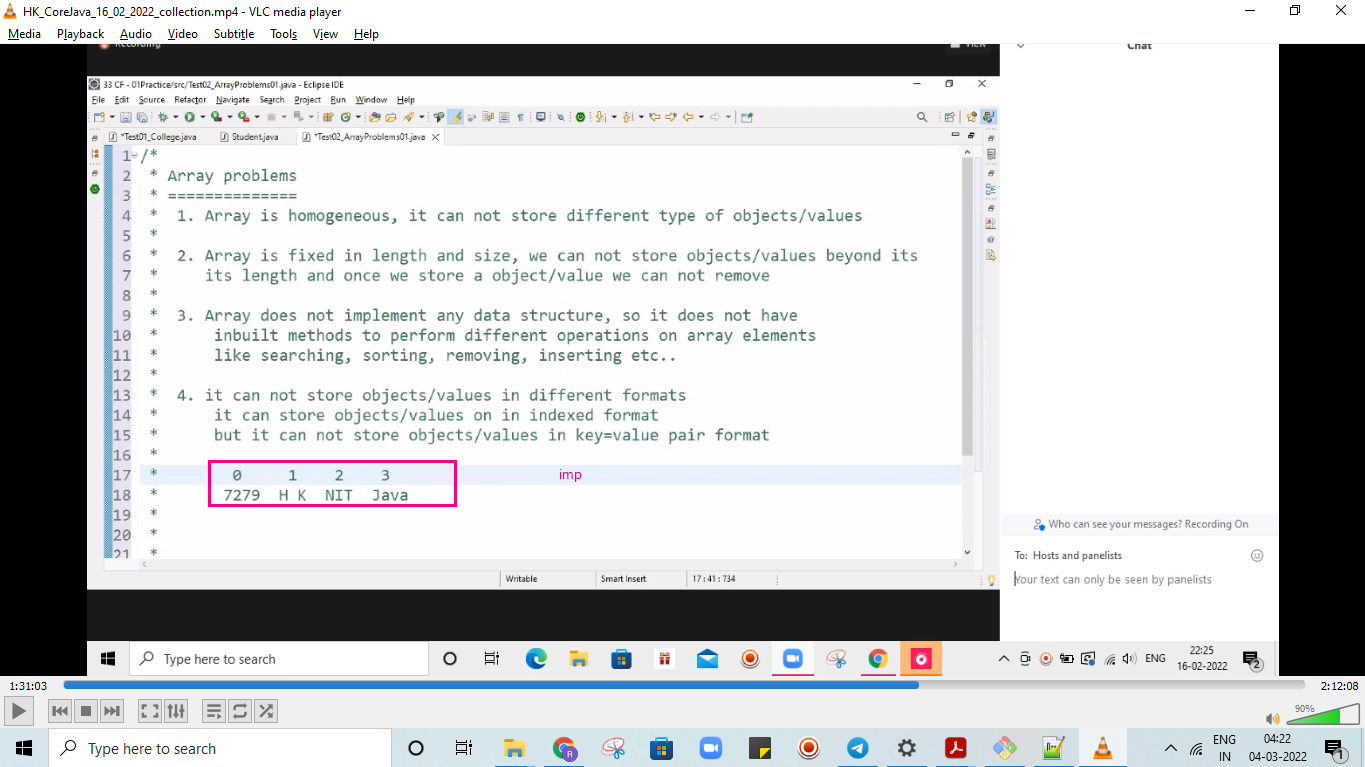 HK_CoreJava_16_02_2022_collection.mp4 - VLC media player
Media Playback Audio Video Subtitle Tools View Help
Recording
View
Chat
33 CF - 01Practice/src/Test02_ArrayProblems01.java - Eclipse IDE
File Edit Source Refactor Navigate Search Project Run Window Help
*Test01_College.java Student.java *Test02_ArrayProblems01.java
1 /*
2 * Array problems
3 * ==============
4 * 1. Array is homogeneous, it can not store different type of objects/values
5 *
6 * 2. Array is fixed in length and size, we can not store objects/values beyond its
7 * its length and once we store a object/value we can not remove
8 *
9 * 3. Array does not implement any data structure, so it does not have
10 * inbuilt methods to perform different operations on array elements
11 * like searching, sorting, removing, inserting etc..
12 *
13 * 4. it can not store objects/values in different formats
14 * it can store objects/values on in indexed format
15 * but it can not store objects/values in key=value pair format
16 *
17 * 0 1 2 3 imp
18 * 7279 H K NIT Java
19 *
20 *
21 *
Writable Smart Insert 17 : 41 : 734
Who can see your messages? Recording On
To: Hosts and panelists
Your text can only be seen by panelists
Type here to search
ENG
22:25
16-02-2022
2
1:31:03
2:12:08
90%
Type here to search
ENG
IN
04:22
04-03-2022
1